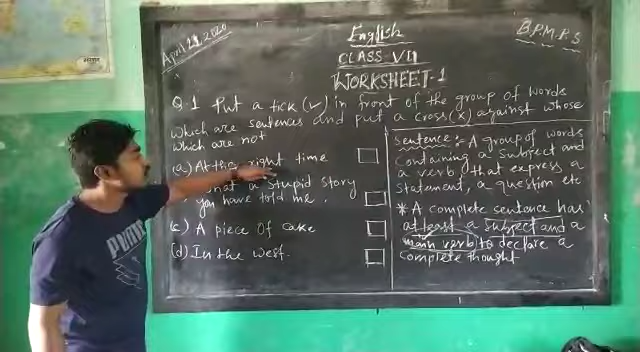 April 21, 2020
English
B.P.M.P.S
CLASS-VII
WORKSHEET-1
Q.1 Put a tick (✓) in front of the group of words
which are sentences and put a cross (×) against whose
which are not
(a) At the right time
What a stupid story
you have told me.
(c) A piece of cake
(d) In the west.
Sentence:- A group of words
containing a subject and
a verb, that express a
statement, a question etc
* A complete sentence has
at least a subject and a
main verb to declare a
complete thought
PUMA